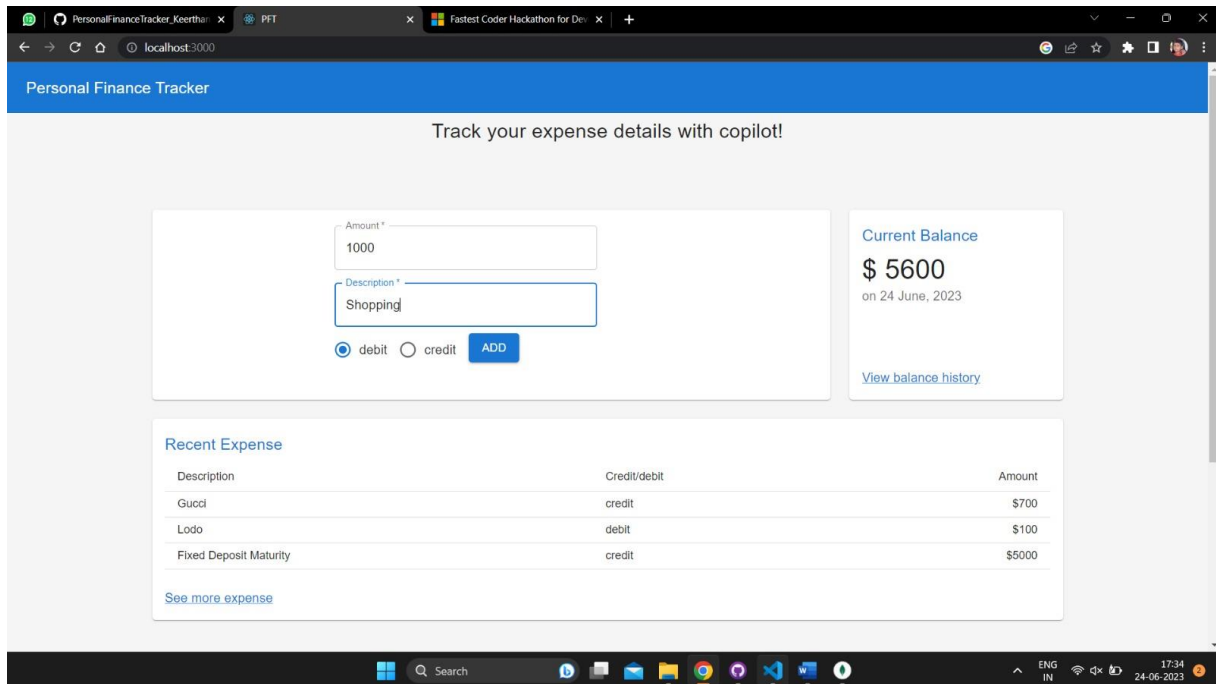 PersonalFinanceTracker_Keerthan
PFT
Fastest Coder Hackathon for Dev
localhost:3000
Personal Finance Tracker
Track your expense details with copilot!
Amount *
1000
Description *
Shopping
debit credit ADD
Current Balance
$ 5600
on 24 June, 2023
View balance history
Recent Expense
Description Credit/debit Amount
Gucci credit $700
Lodo debit $100
Fixed Deposit Maturity credit $5000
See more expense
Search
ENG
IN
17:34
24-06-2023
2